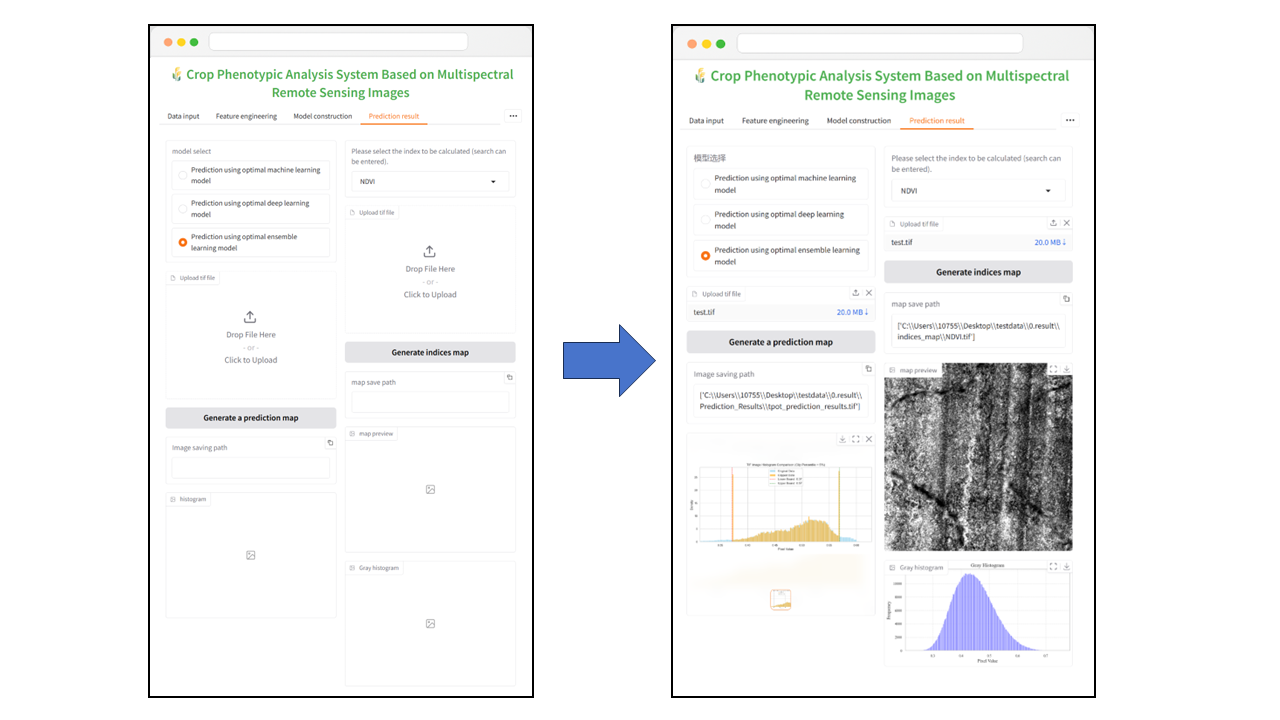 Crop Phenotypic Analysis System Based on Multispectral
Remote Sensing Images
Data input
Feature engineering
Model construction
Prediction result
model select
Prediction using optimal machine learning
model
Prediction using optimal deep learning
model
Prediction using optimal ensemble
learning model
Upload tif file
Drop File Here
- or -
Click to Upload
Generate a prediction map
Image saving path
histogram
Please select the index to be calculated (search can
be entered).
NDVI
Upload tif file
Drop File Here
- or -
Click to Upload
Generate indices map
map save path
map preview
Gray histogram
Crop Phenotypic Analysis System Based on Multispectral
Remote Sensing Images
Data input
Feature engineering
Model construction
Prediction result
模型选择
Prediction using optimal machine learning
model
Prediction using optimal deep learning
model
Prediction using optimal ensemble learning
model
Upload tif file
test.tif
20.0 MB ↓
Generate a prediction map
Image saving path
['C:\\Users\\10755\\Desktop\\testdata\\0.result\\
Prediction_Results\\tpot_prediction_results.tif']
Pixel Value
Please select the index to be calculated (search can
be entered).
NDVI
Upload tif file
test.tif
20.0 MB ↓
Generate indices map
map save path
['C:\\Users\\10755\\Desktop\\testdata\\0.result\\
indices_map\\NDVI.tif']
map preview
Gray histogram
Gray Histogram
Frequency
Pixel Value